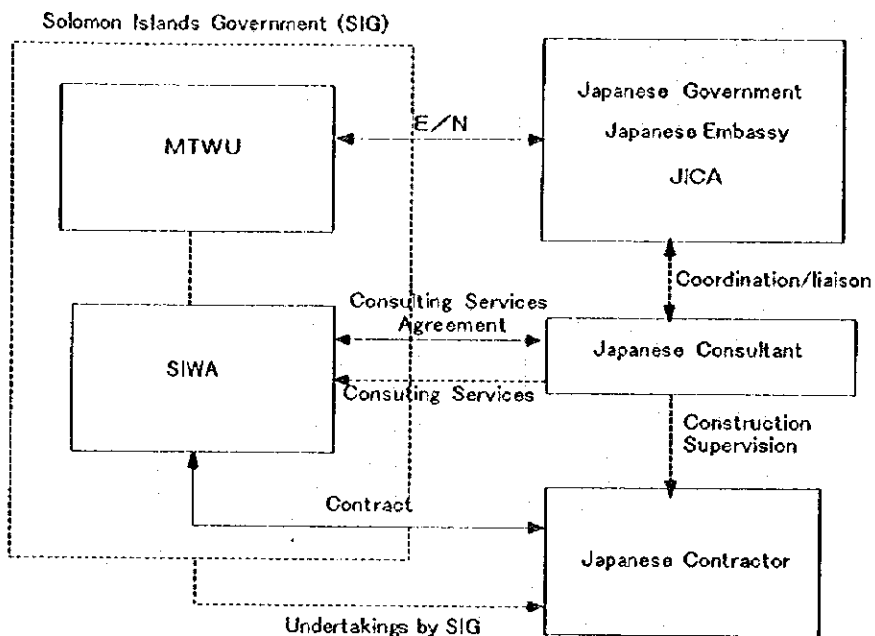 Solomon Islands Government (SIG)
MTWU
E/N
Japanese Government
Japanese Embassy
JICA
Coordination/liaison
Consulting Services
Agreement
SIWA
Japanese Consultant
Consuting Services
Construction
Supervision
Contract
Japanese Contractor
Undertakings by SIG